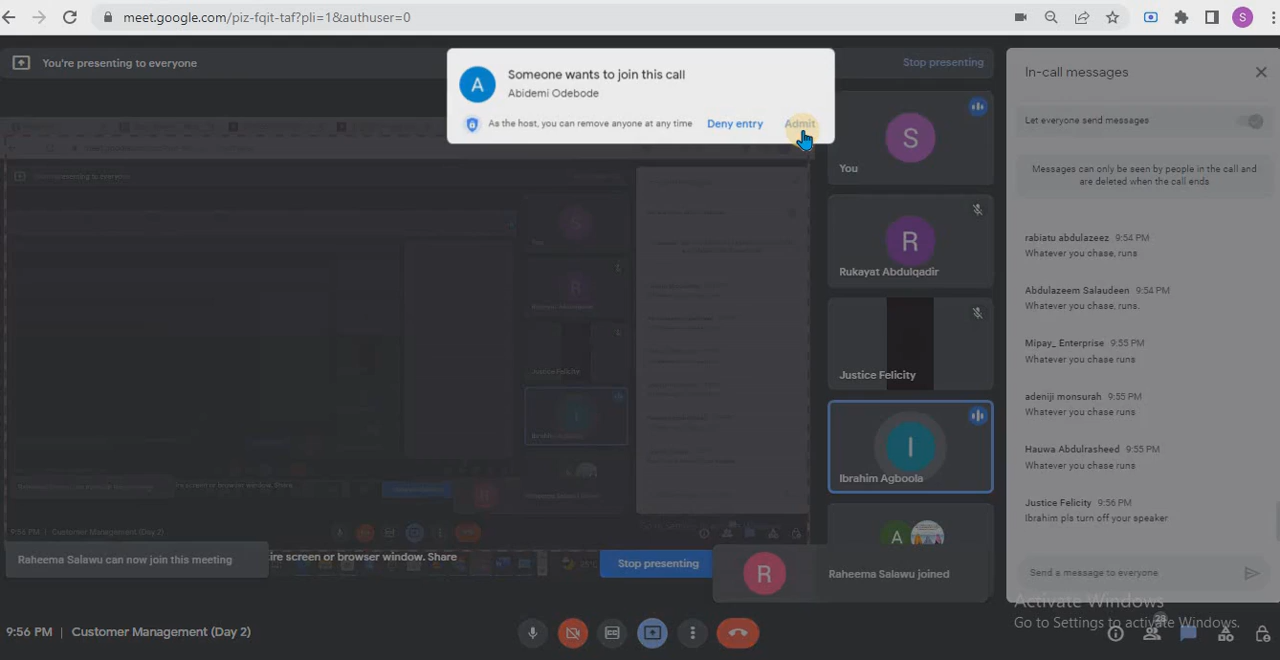 meet.google.com/piz-fqit-taf?pli=1&authuser=0
S
You're presenting to everyone
Stop presenting
A
Someone wants to join this call
Abidemi Odebode
As the host, you can remove anyone at any time
Deny entry
Admit
S
You
R
Rukayat Abdulqadir
Justice Felicity
I
Ibrahim Agboola
A
In-call messages
Let everyone send messages
Messages can only be seen by people in the call and
are deleted when the call ends
rabiatu abdulazeez 9:54 PM
Whatever you chase, runs
Abdulazeem Salaudeen 9:54 PM
Whatever you chase, runs.
Mipay_ Enterprise 9:55 PM
Whatever you chase runs
adeniji monsurah 9:55 PM
Whatever you chase runs
Hauwa Abdulrasheed 9:55 PM
Whatever you chase runs
Justice Felicity 9:56 PM
Ibrahim pls turn off your speaker
Send a message to everyone
9:56 PM | Customer Management (Day 2)
Raheema Salawu can now join this meeting
ire screen or browser window. Share
Stop presenting
R
Raheema Salawu joined
Activate Windows
Go to Settings to activate Windows.
9:56 PM | Customer Management (Day 2)